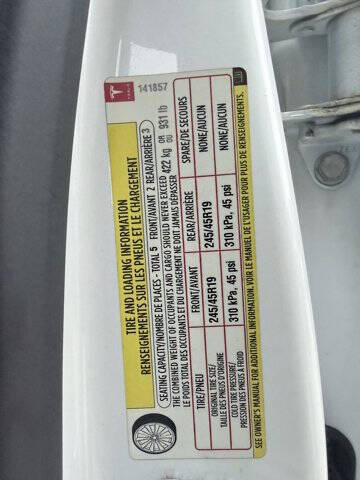 TESLA
141857
TIRE AND LOADING INFORMATION
RENSEIGNEMENTS SUR LES PNEUS ET LE CHARGEMENT
SEATING CAPACITY/NOMBRE DE PLACES - TOTAL 5 FRONT/AVANT 2 REAR/ARRIÈRE 3
THE COMBINED WEIGHT OF OCCUPANTS AND CARGO SHOULD NEVER EXCEED 422 kg OR 931 lb
LE POIDS TOTAL DES OCCUPANTS ET DU CHARGEMENT NE DOIT JAMAIS DÉPASSER OU
TIRE/PNEU FRONT/AVANT REAR/ARRIÈRE SPARE/DE SECOURS
ORIGINAL TIRE SIZE/ 245/45R19 245/45R19 NONE/AUCUN
TAILLE DES PNEUS D'ORIGINE
COLD TIRE PRESSURE/ 310 kPa, 45 psi 310 kPa, 45 psi NONE/AUCUN
PRESSION DES PNEUS À FROID
SEE OWNER'S MANUAL FOR ADDITIONAL INFORMATION. VOIR LE MANUEL DE L'USAGER POUR PLUS DE RENSEIGNEMENTS.